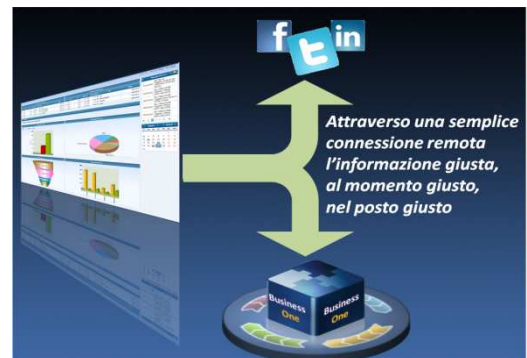 f t in
Attraverso una semplice
connessione remota
l'informazione giusta,
al momento giusto,
nel posto giusto
Business
One
Business
One